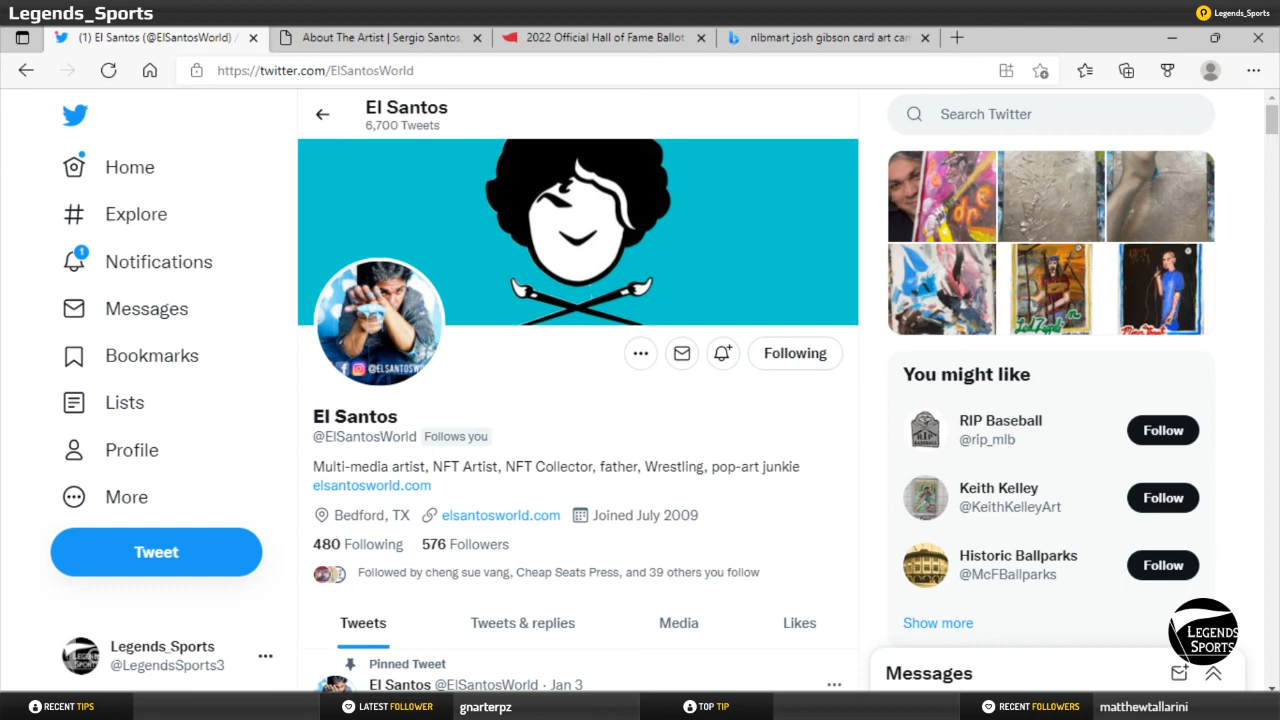 Legends_Sports
Legends_Sports
(1) El Santos (@ElSantosWorld) /
About The Artist | Sergio Santos,
2022 Official Hall of Fame Ballot
nlbmart josh gibson card art car
https://twitter.com/ElSantosWorld
El Santos
6,700 Tweets
Search Twitter
Home
Explore
1
Notifications
Messages
Bookmarks
Lists
Profile
More
Tweet
Legends_Sports
@LegendsSports3
@ELSANTOSW
Following
El Santos
@ElSantosWorld Follows you
Multi-media artist, NFT Artist, NFT Collector, father, Wrestling, pop-art junkie
elsantosworld.com
Bedford, TX elsantosworld.com Joined July 2009
480 Following 576 Followers
Followed by cheng sue vang, Cheap Seats Press, and 39 others you follow
Tweets Tweets & replies Media Likes
Pinned Tweet
El Santos @ElSantosWorld · Jan 3
You might like
RIP
RIP Baseball
@rip_mlb
Follow
Keith Kelley
@KeithKelleyArt
Follow
Historic Ballparks
@McFBallparks
Follow
Show more
LEGENDS
SPORTS
Messages
RECENT TIPS
LATEST FOLLOWER gnarterpz
TOP TIP
RECENT FOLLOWERS matthewtallarini